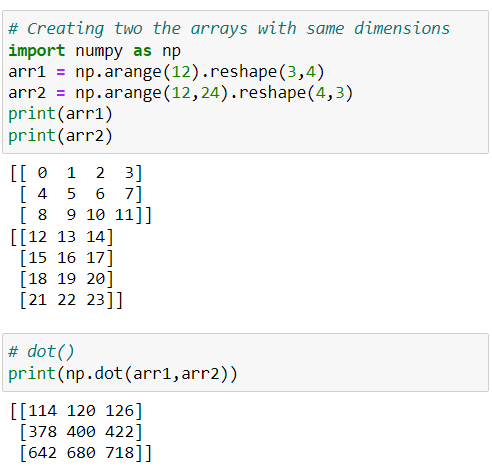 # Creating two the arrays with same dimensions
import numpy as np
arr1 = np.arange(12).reshape(3,4)
arr2 = np.arange(12,24).reshape(4,3)
print(arr1)
print(arr2)
[[ 0  1  2  3]
 [ 4  5  6  7]
 [ 8  9 10 11]]
[[12 13 14]
 [15 16 17]
 [18 19 20]
 [21 22 23]]
# dot()
print(np.dot(arr1,arr2))
[[114 120 126]
 [378 400 422]
 [642 680 718]]